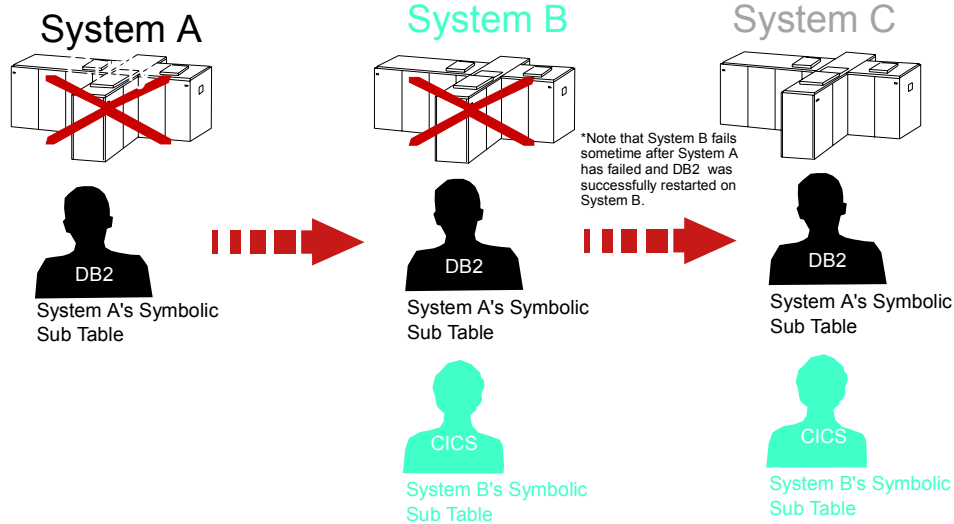 System A
System B
System C
*Note that System B fails
sometime after System A
has failed and DB2 was
successfully restarted on
System B.
DB2
DB2
DB2
System A's Symbolic
Sub Table
System A's Symbolic
Sub Table
System A's Symbolic
Sub Table
CICS
CICS
System B's Symbolic
Sub Table
System B's Symbolic
Sub Table